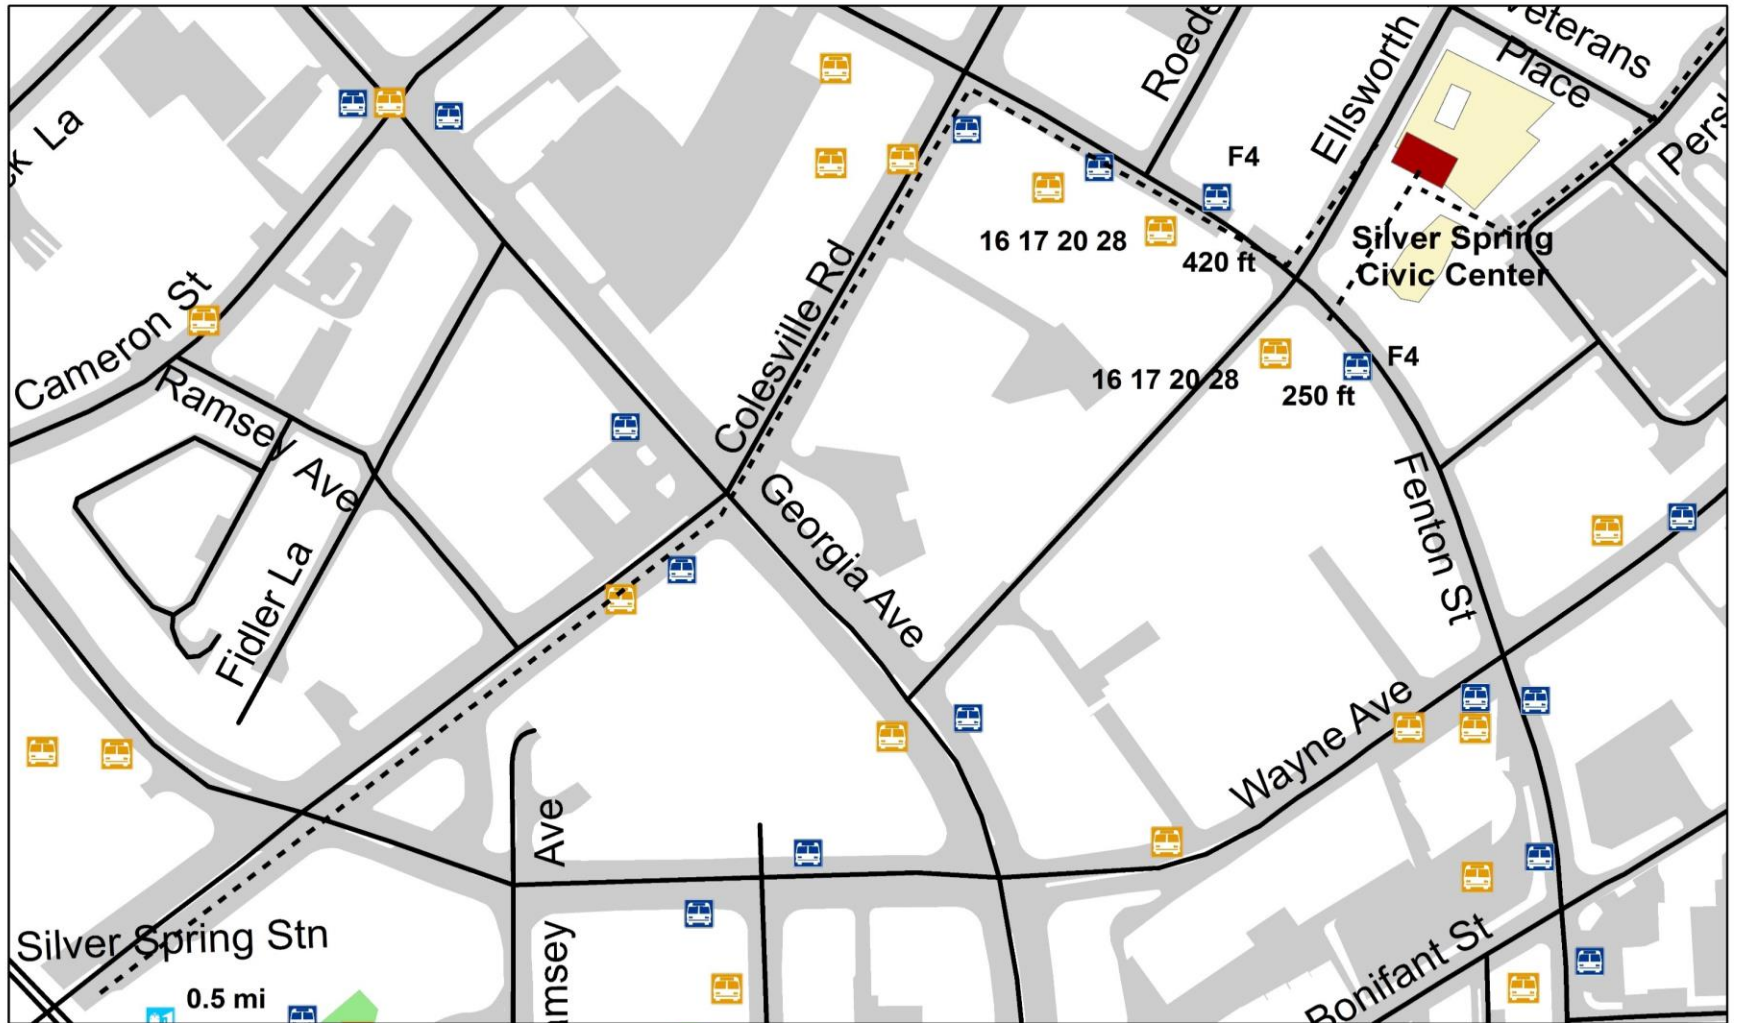 Veterans
Place
Roede
Ellsworth
Pers
ck La
F4
Silver Spring
Civic Center
16 17 20 28
420 ft
Colesville Rd
Cameron St
16 17 20 28
250 ft
F4
Ramsey Ave
Georgia Ave
Fenton St
Fidler La
Wayne Ave
Ave
Silver Spring Stn
0.5 mi
amsey
Bonifant St